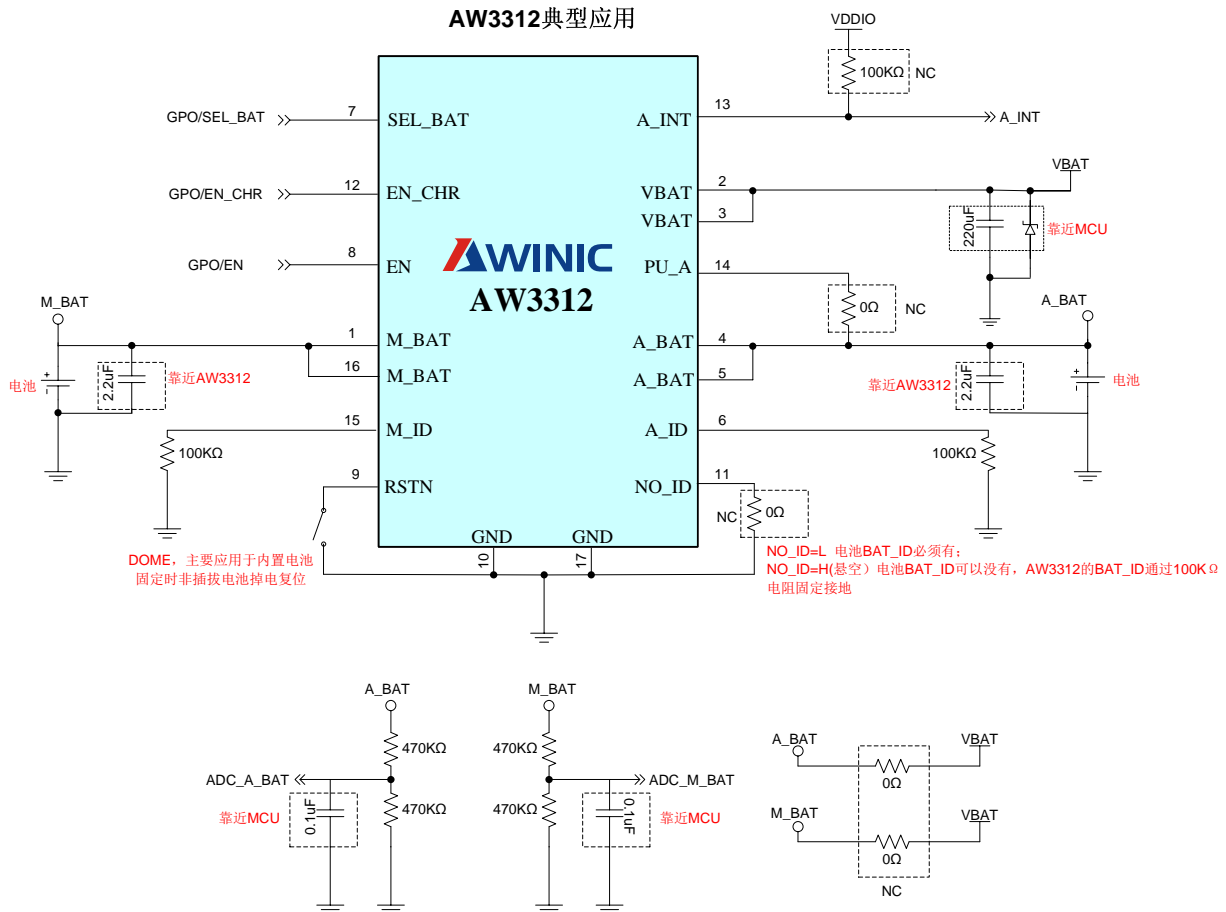 AW3312典型应用
VDDIO
100KΩ
NC
GPO/SEL_BAT
7
SEL_BAT
A_INT
13
A_INT
GPO/EN_CHR
12
EN_CHR
VBAT
2
VBAT
VBAT
3
220uF
靠近MCU
GPO/EN
8
EN
AWINIC
AW3312
PU_A
14
0Ω
NC
M_BAT
A_BAT
1
M_BAT
A_BAT
4
16
M_BAT
A_BAT
5
电池
+
-
2.2uF
靠近AW3312
靠近AW3312
2.2uF
+
-
电池
15
M_ID
A_ID
6
100KΩ
100KΩ
9
RSTN
NO_ID
11
NC
0Ω
GND
GND
10
17
DOME，主要应用于内置电池
固定时非插拔电池掉电复位
NO_ID=L 电池BAT_ID必须有；
NO_ID=H(悬空）电池BAT_ID可以没有，AW3312的BAT_ID通过100KΩ
电阻固定接地
A_BAT
M_BAT
470KΩ
470KΩ
ADC_A_BAT
ADC_M_BAT
靠近MCU
0.1uF
470KΩ
470KΩ
0.1uF
靠近MCU
A_BAT
VBAT
0Ω
M_BAT
VBAT
0Ω
NC